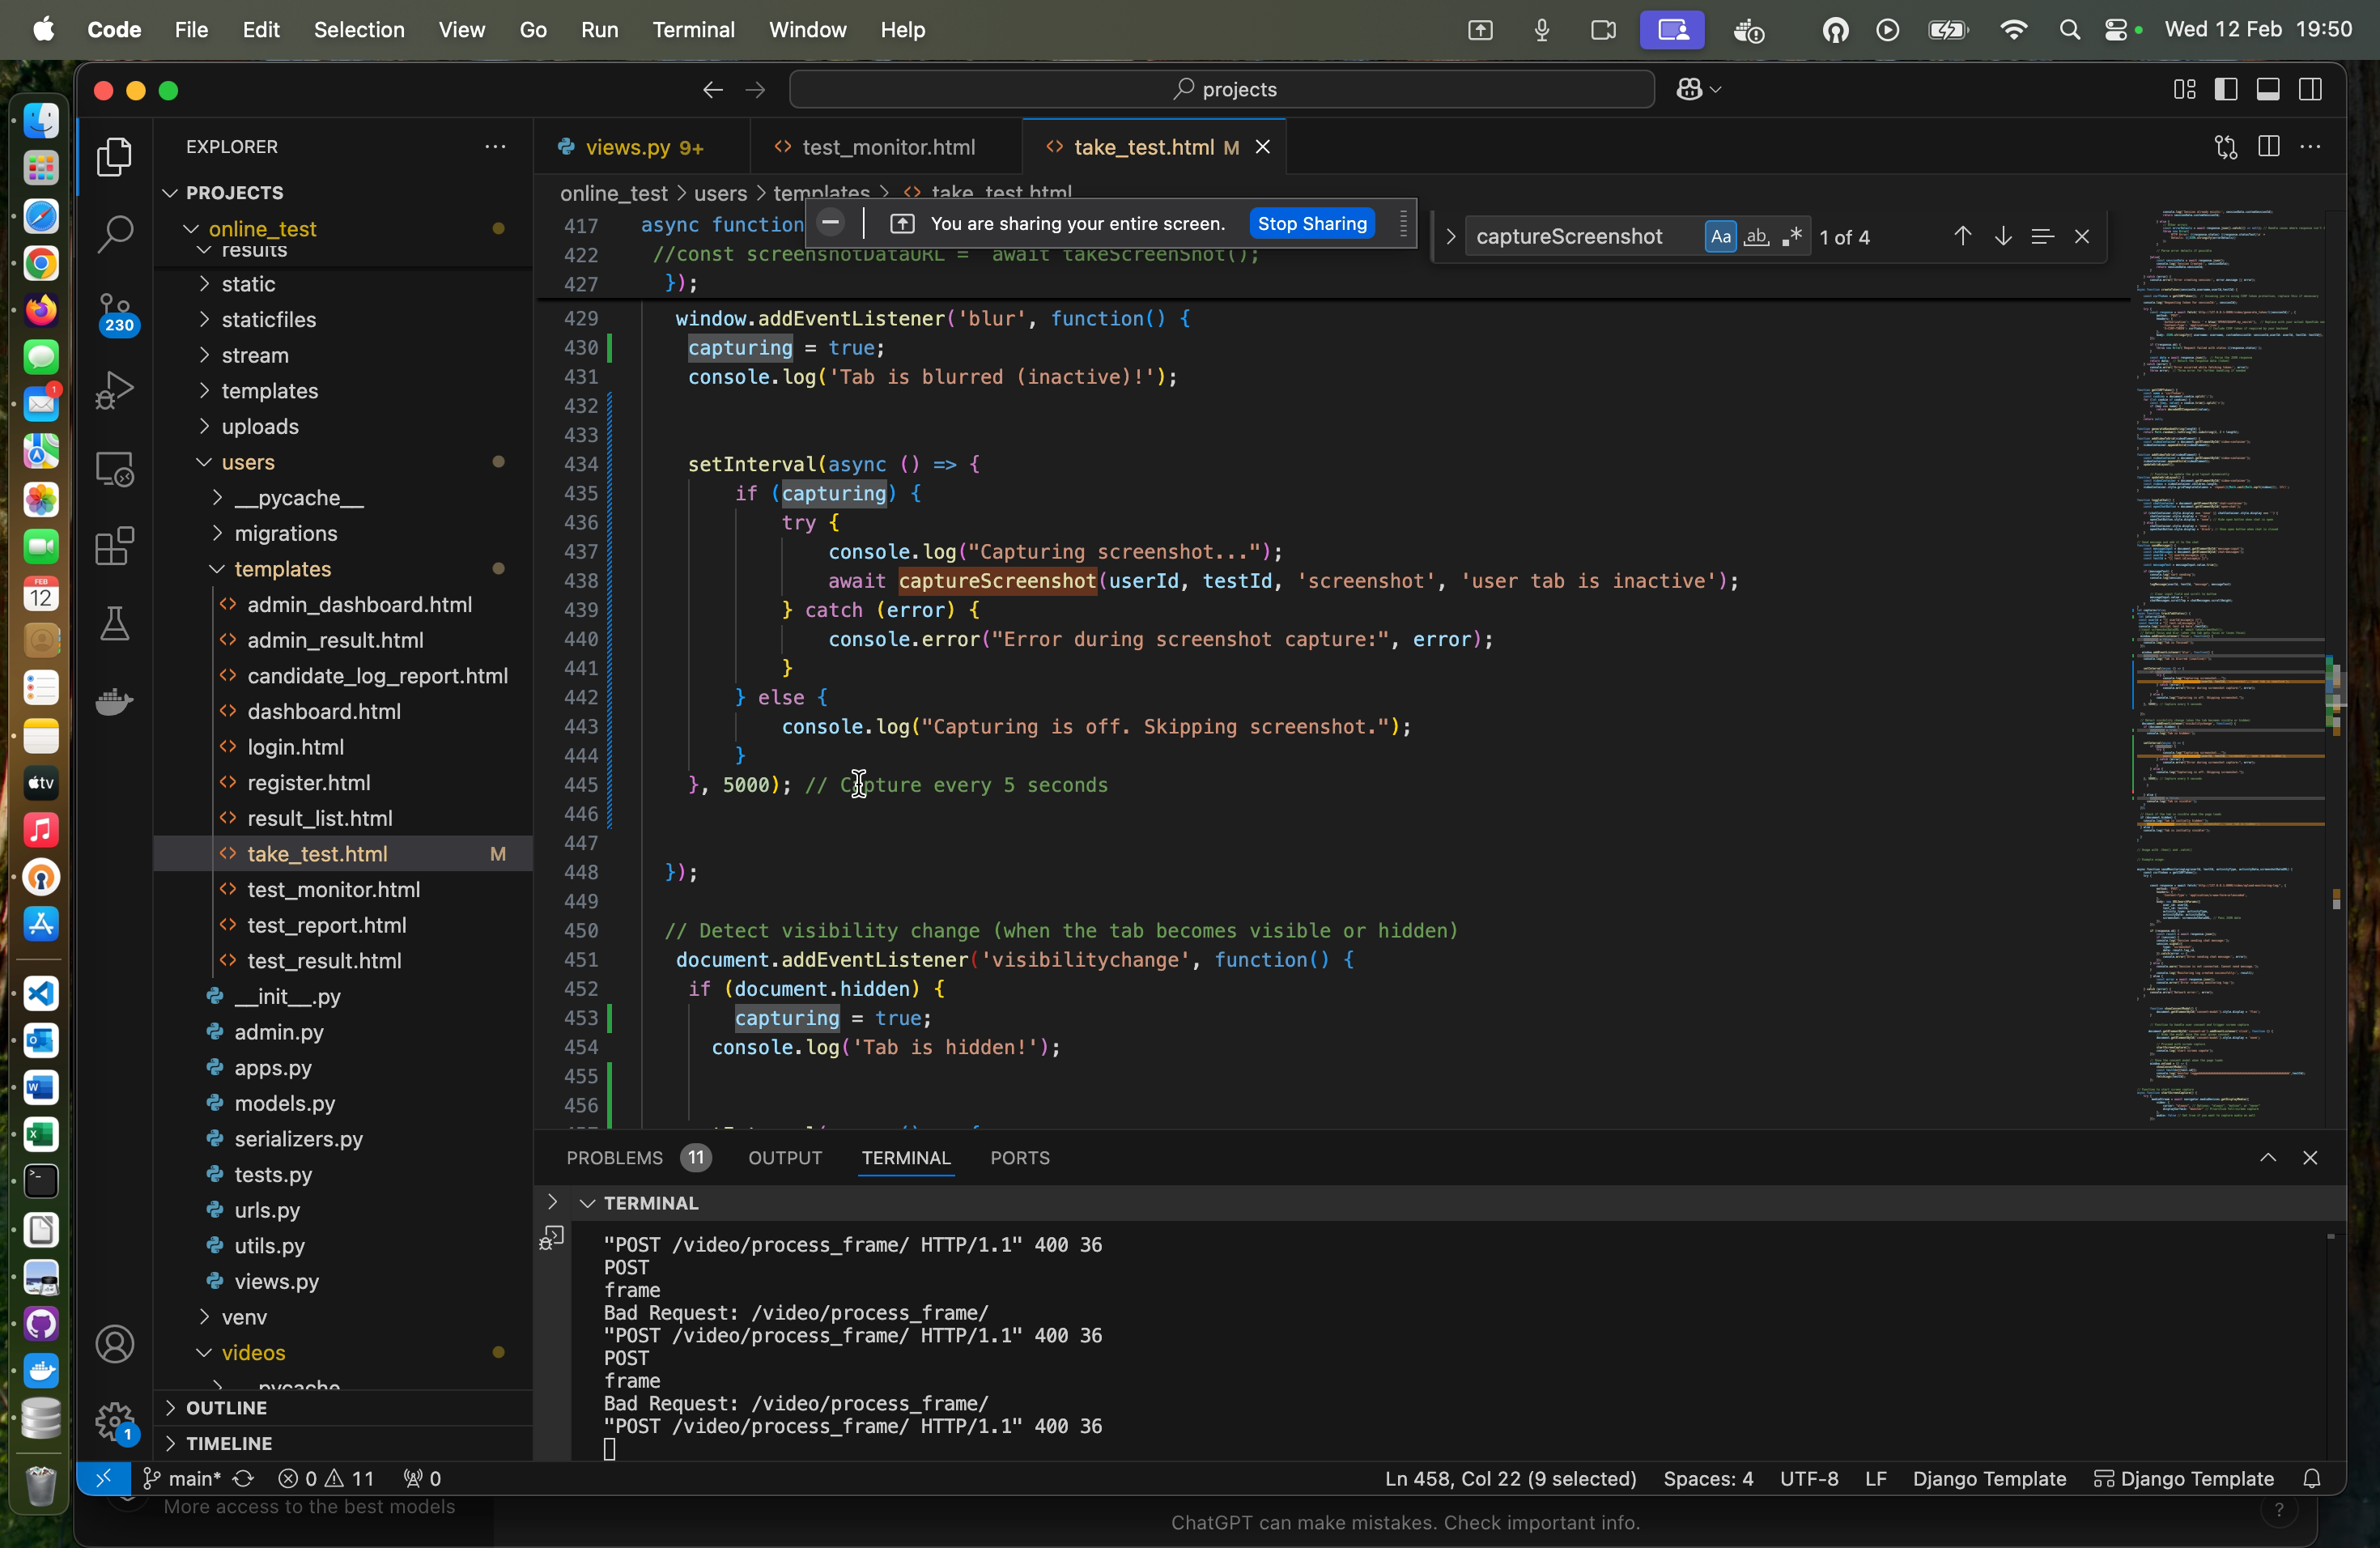 Code File Edit Selection View Go Run Terminal Window Help Wed 12 Feb 19:50
projects
EXPLORER
PROJECTS
online_test
results
static
staticfiles
stream
templates
uploads
users
__pycache__
migrations
templates
admin_dashboard.html
admin_result.html
candidate_log_report.html
dashboard.html
login.html
register.html
result_list.html
take_test.html M
test_monitor.html
test_report.html
test_result.html
__init__.py
admin.py
apps.py
models.py
serializers.py
tests.py
urls.py
utils.py
views.py
venv
videos
pycache
OUTLINE
TIMELINE
230
1
1
FEB
12
tv
views.py 9+ test_monitor.html take_test.html M
online_test > users > templates > take_test.html
You are sharing your entire screen. Stop Sharing
captureScreenshot Aa ab 1 of 4
417 async function
422 //const screenshotDataURL = await takeScreenShot();
427 });
429 window.addEventListener('blur', function() {
430 capturing = true;
431 console.log('Tab is blurred (inactive)!');
432
433
434 setInterval(async () => {
435 if (capturing) {
436 try {
437 console.log("Capturing screenshot...");
438 await captureScreenshot(userId, testId, 'screenshot', 'user tab is inactive');
439 } catch (error) {
440 console.error("Error during screenshot capture:", error);
441 }
442 } else {
443 console.log("Capturing is off. Skipping screenshot.");
444 }
445 }, 5000); // Capture every 5 seconds
446
447
448 });
449
450 // Detect visibility change (when the tab becomes visible or hidden)
451 document.addEventListener('visibilitychange', function() {
452 if (document.hidden) {
453 capturing = true;
454 console.log('Tab is hidden!');
455
456
PROBLEMS 11 OUTPUT TERMINAL PORTS
TERMINAL
"POST /video/process_frame/ HTTP/1.1" 400 36
POST
frame
Bad Request: /video/process_frame/
"POST /video/process_frame/ HTTP/1.1" 400 36
POST
frame
Bad Request: /video/process_frame/
"POST /video/process_frame/ HTTP/1.1" 400 36
main* 0 11 0 Ln 458, Col 22 (9 selected) Spaces: 4 UTF-8 LF Django Template Django Template
More access to the best models
ChatGPT can make mistakes. Check important info.
?